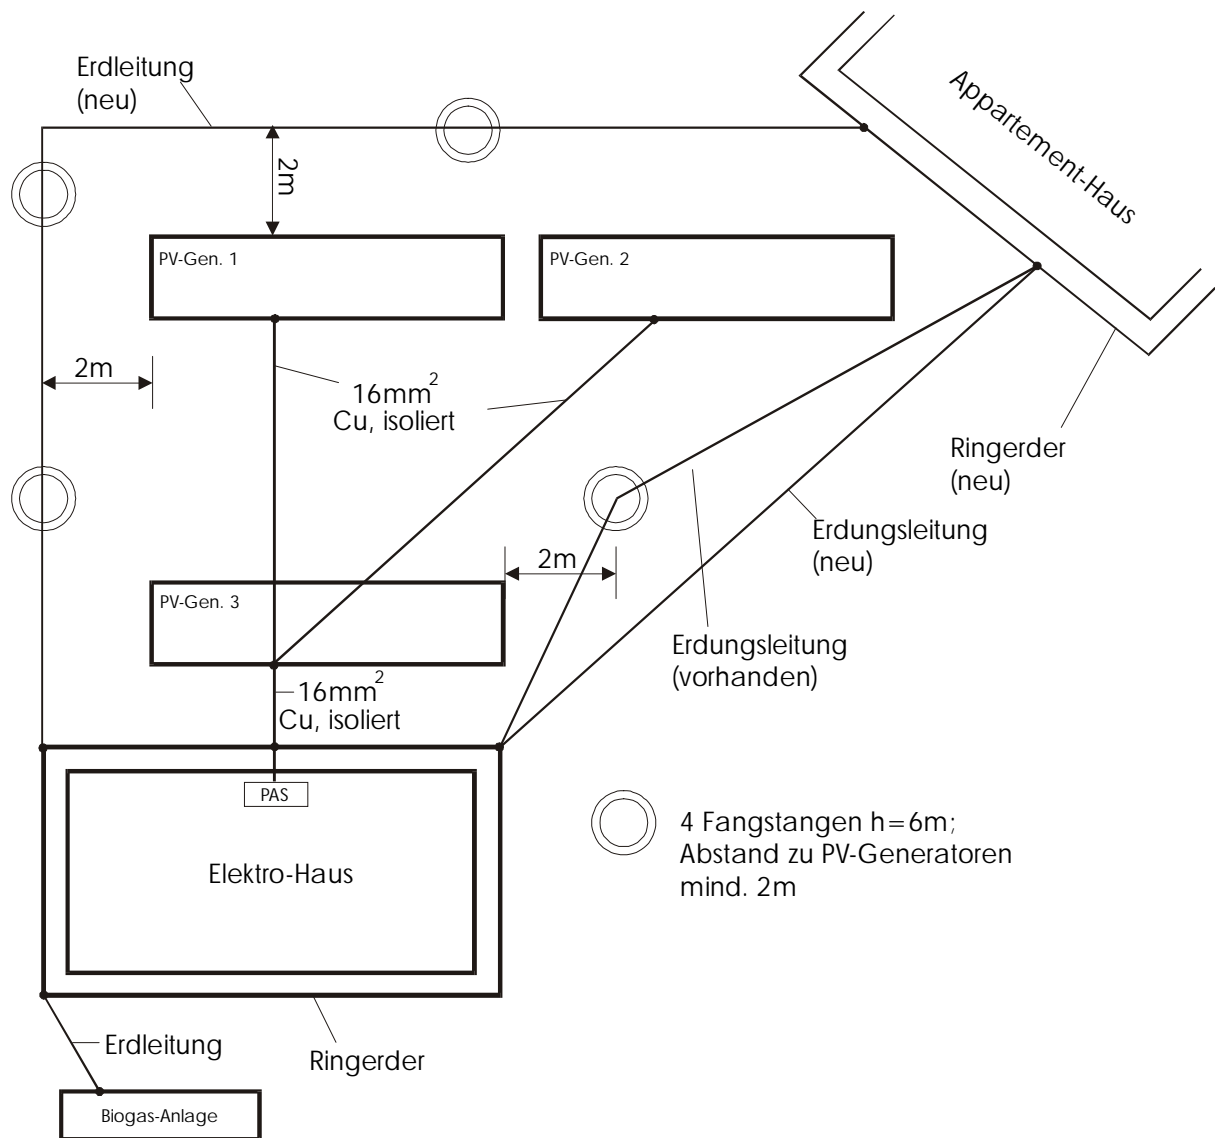 Erdleitung
(neu)
Appartement-Haus
2m
PV-Gen. 1
PV-Gen. 2
2m
16mm²
Cu, isoliert
Ringerder
(neu)
Erdungsleitung
(neu)
2m
PV-Gen. 3
Erdungsleitung
(vorhanden)
16mm²
Cu, isoliert
PAS
4 Fangstangen h=6m;
Abstand zu PV-Generatoren
mind. 2m
Elektro-Haus
Erdleitung
Ringerder
Biogas-Anlage